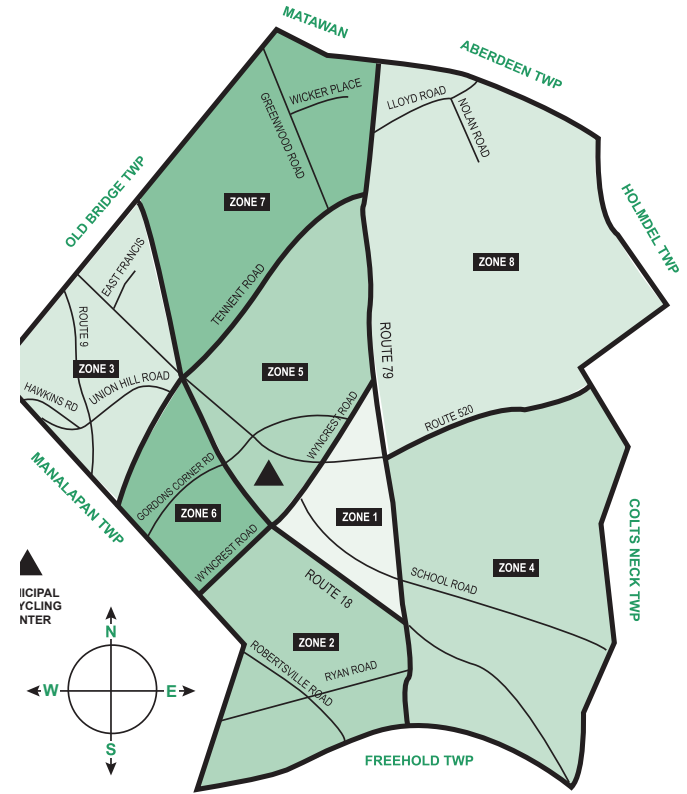 MATAWAN
ABERDEEN TWP
WICKER PLACE
LLOYD ROAD
GREENWOOD ROAD
NOLAN ROAD
OLD BRIDGE TWP
ZONE 7
HOLMDEL TWP
EAST FRANCIS
ZONE 8
TENNENT ROAD
ROUTE 9
ROUTE 79
ZONE 3
ZONE 5
UNION HILL ROAD
HAWKINS RD
WYNCREST ROAD
ROUTE 520
MANALAPAN TWP
GORDONS CORNER RD
ZONE 6
ZONE 1
COLTS NECK TWP
WYNCREST ROAD
ZONE 4
ROUTE 18
SCHOOL ROAD
ICIPAL
YCLING
NTER
N
W
E
S
ZONE 2
ROBERTSVILLE ROAD
RYAN ROAD
FREEHOLD TWP